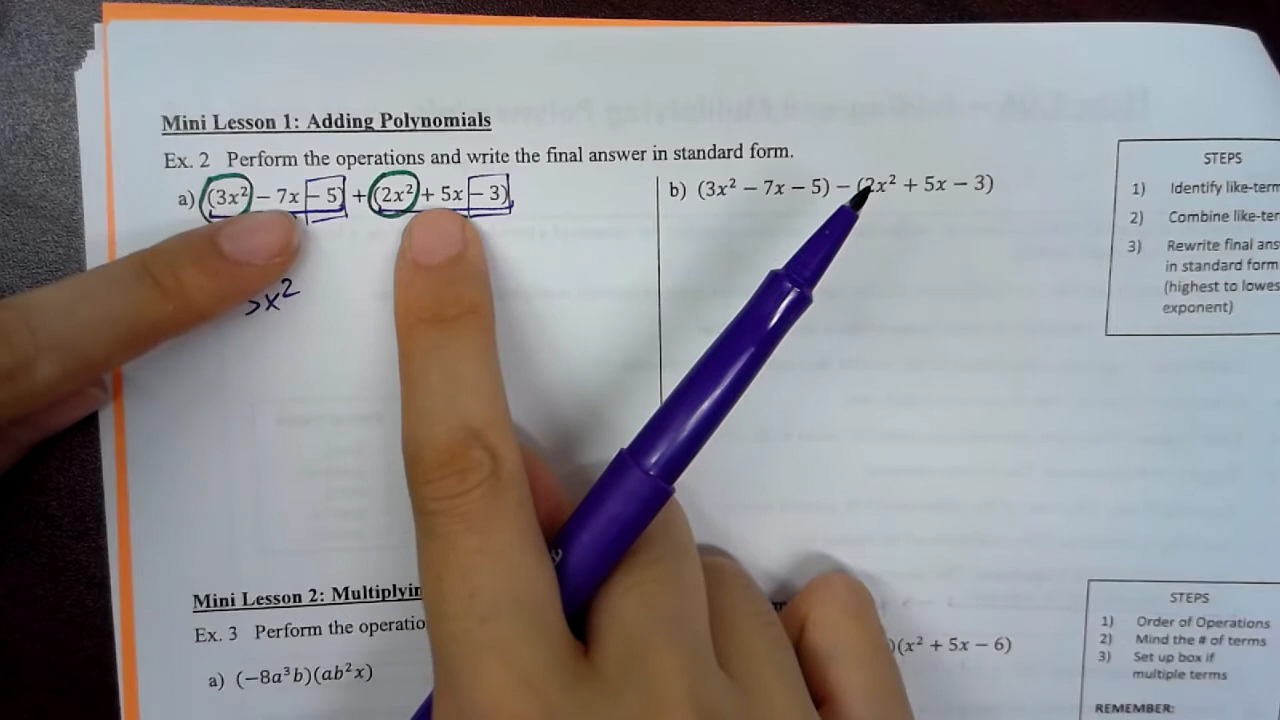 Mini Lesson 1: Adding Polynomials
Ex. 2 Perform the operations and write the final answer in standard form.
a) (3x² − 7x − 5) + (2x² + 5x − 3)
b) (3x² − 7x − 5) − (2x² + 5x − 3)
x²
STEPS
1) Identify like-term
2) Combine like-ter
3) Rewrite final ans
in standard form
(highest to lowes
exponent)
Mini Lesson 2: Multiplyin
Ex. 3 Perform the operatio
a) (−8a³b)(ab²x)
)(x² + 5x − 6)
STEPS
1) Order of Operations
2) Mind the # of terms
3) Set up box if
multiple terms
REMEMBER: